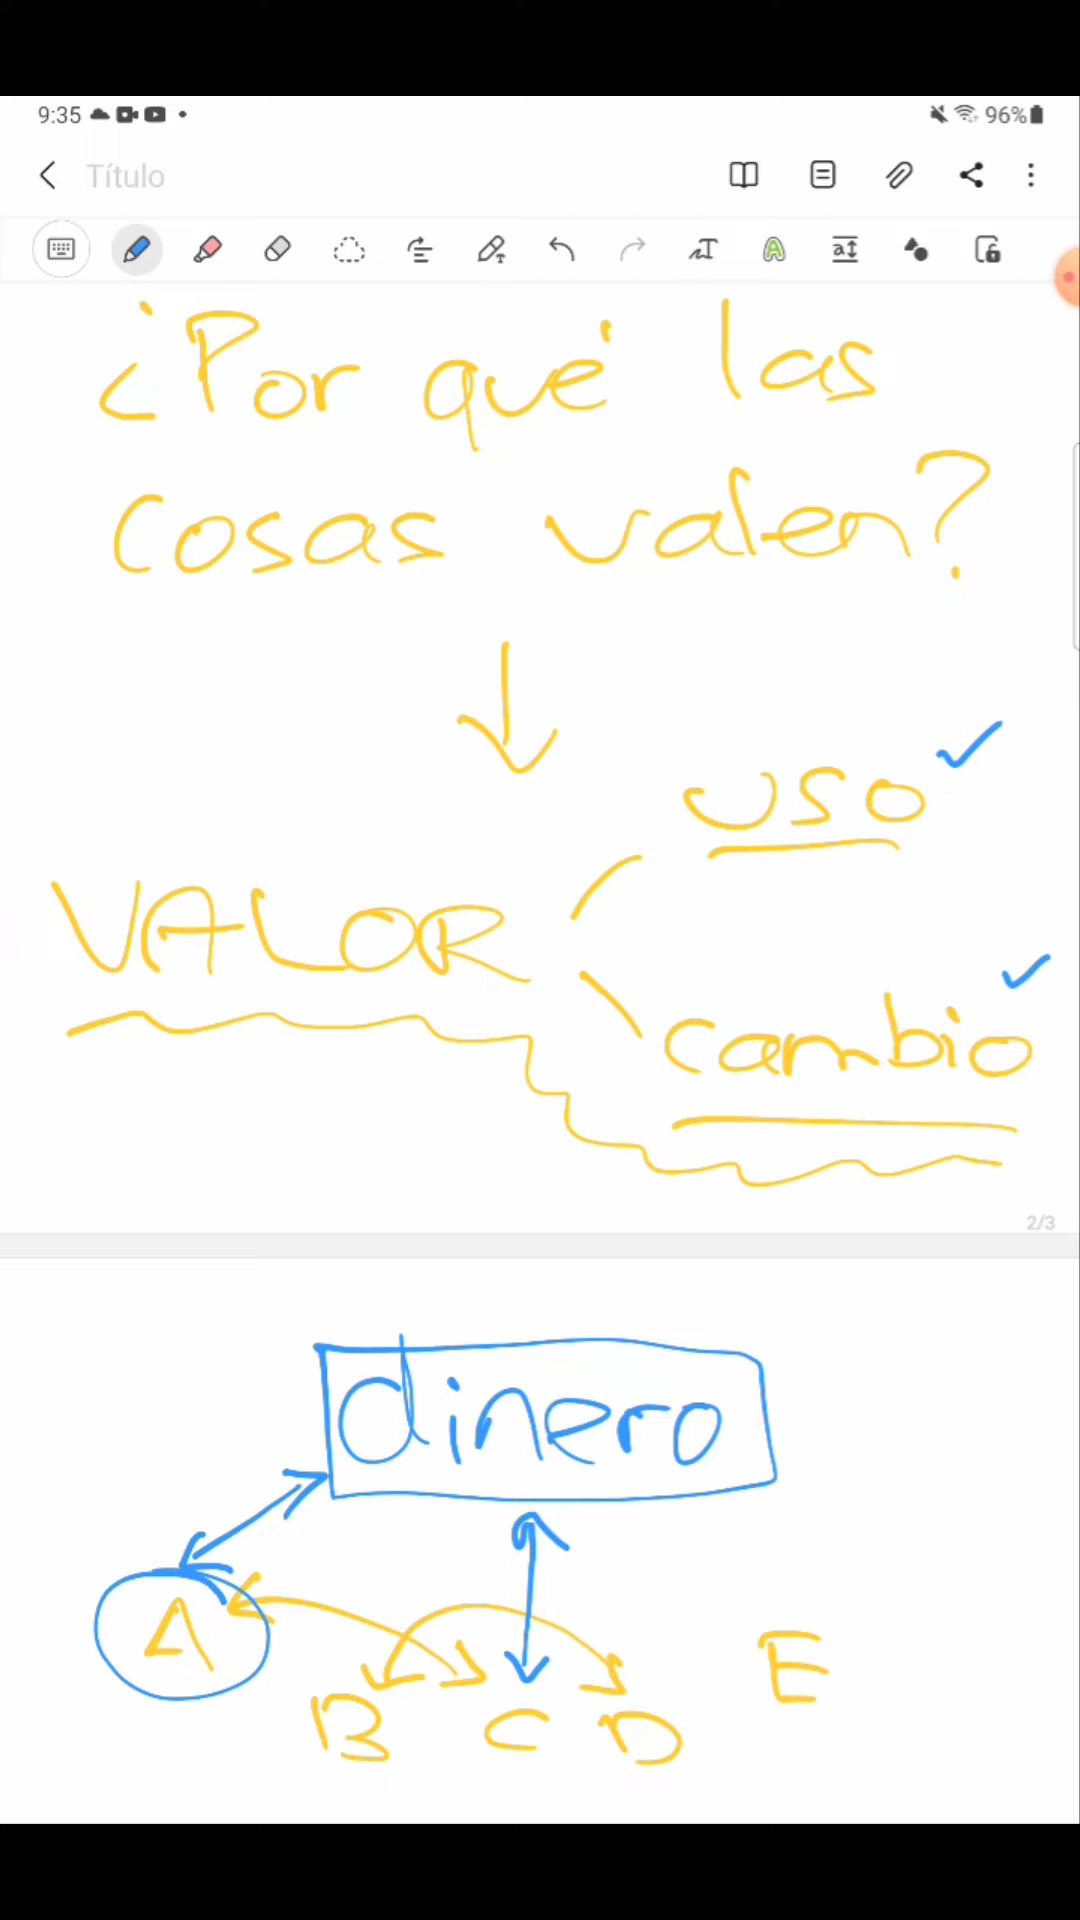 9:35
96%
Título
¿Por qué las
cosas valen?
uso
VALOR
cambio
2/3
dinero
A
B C D
E